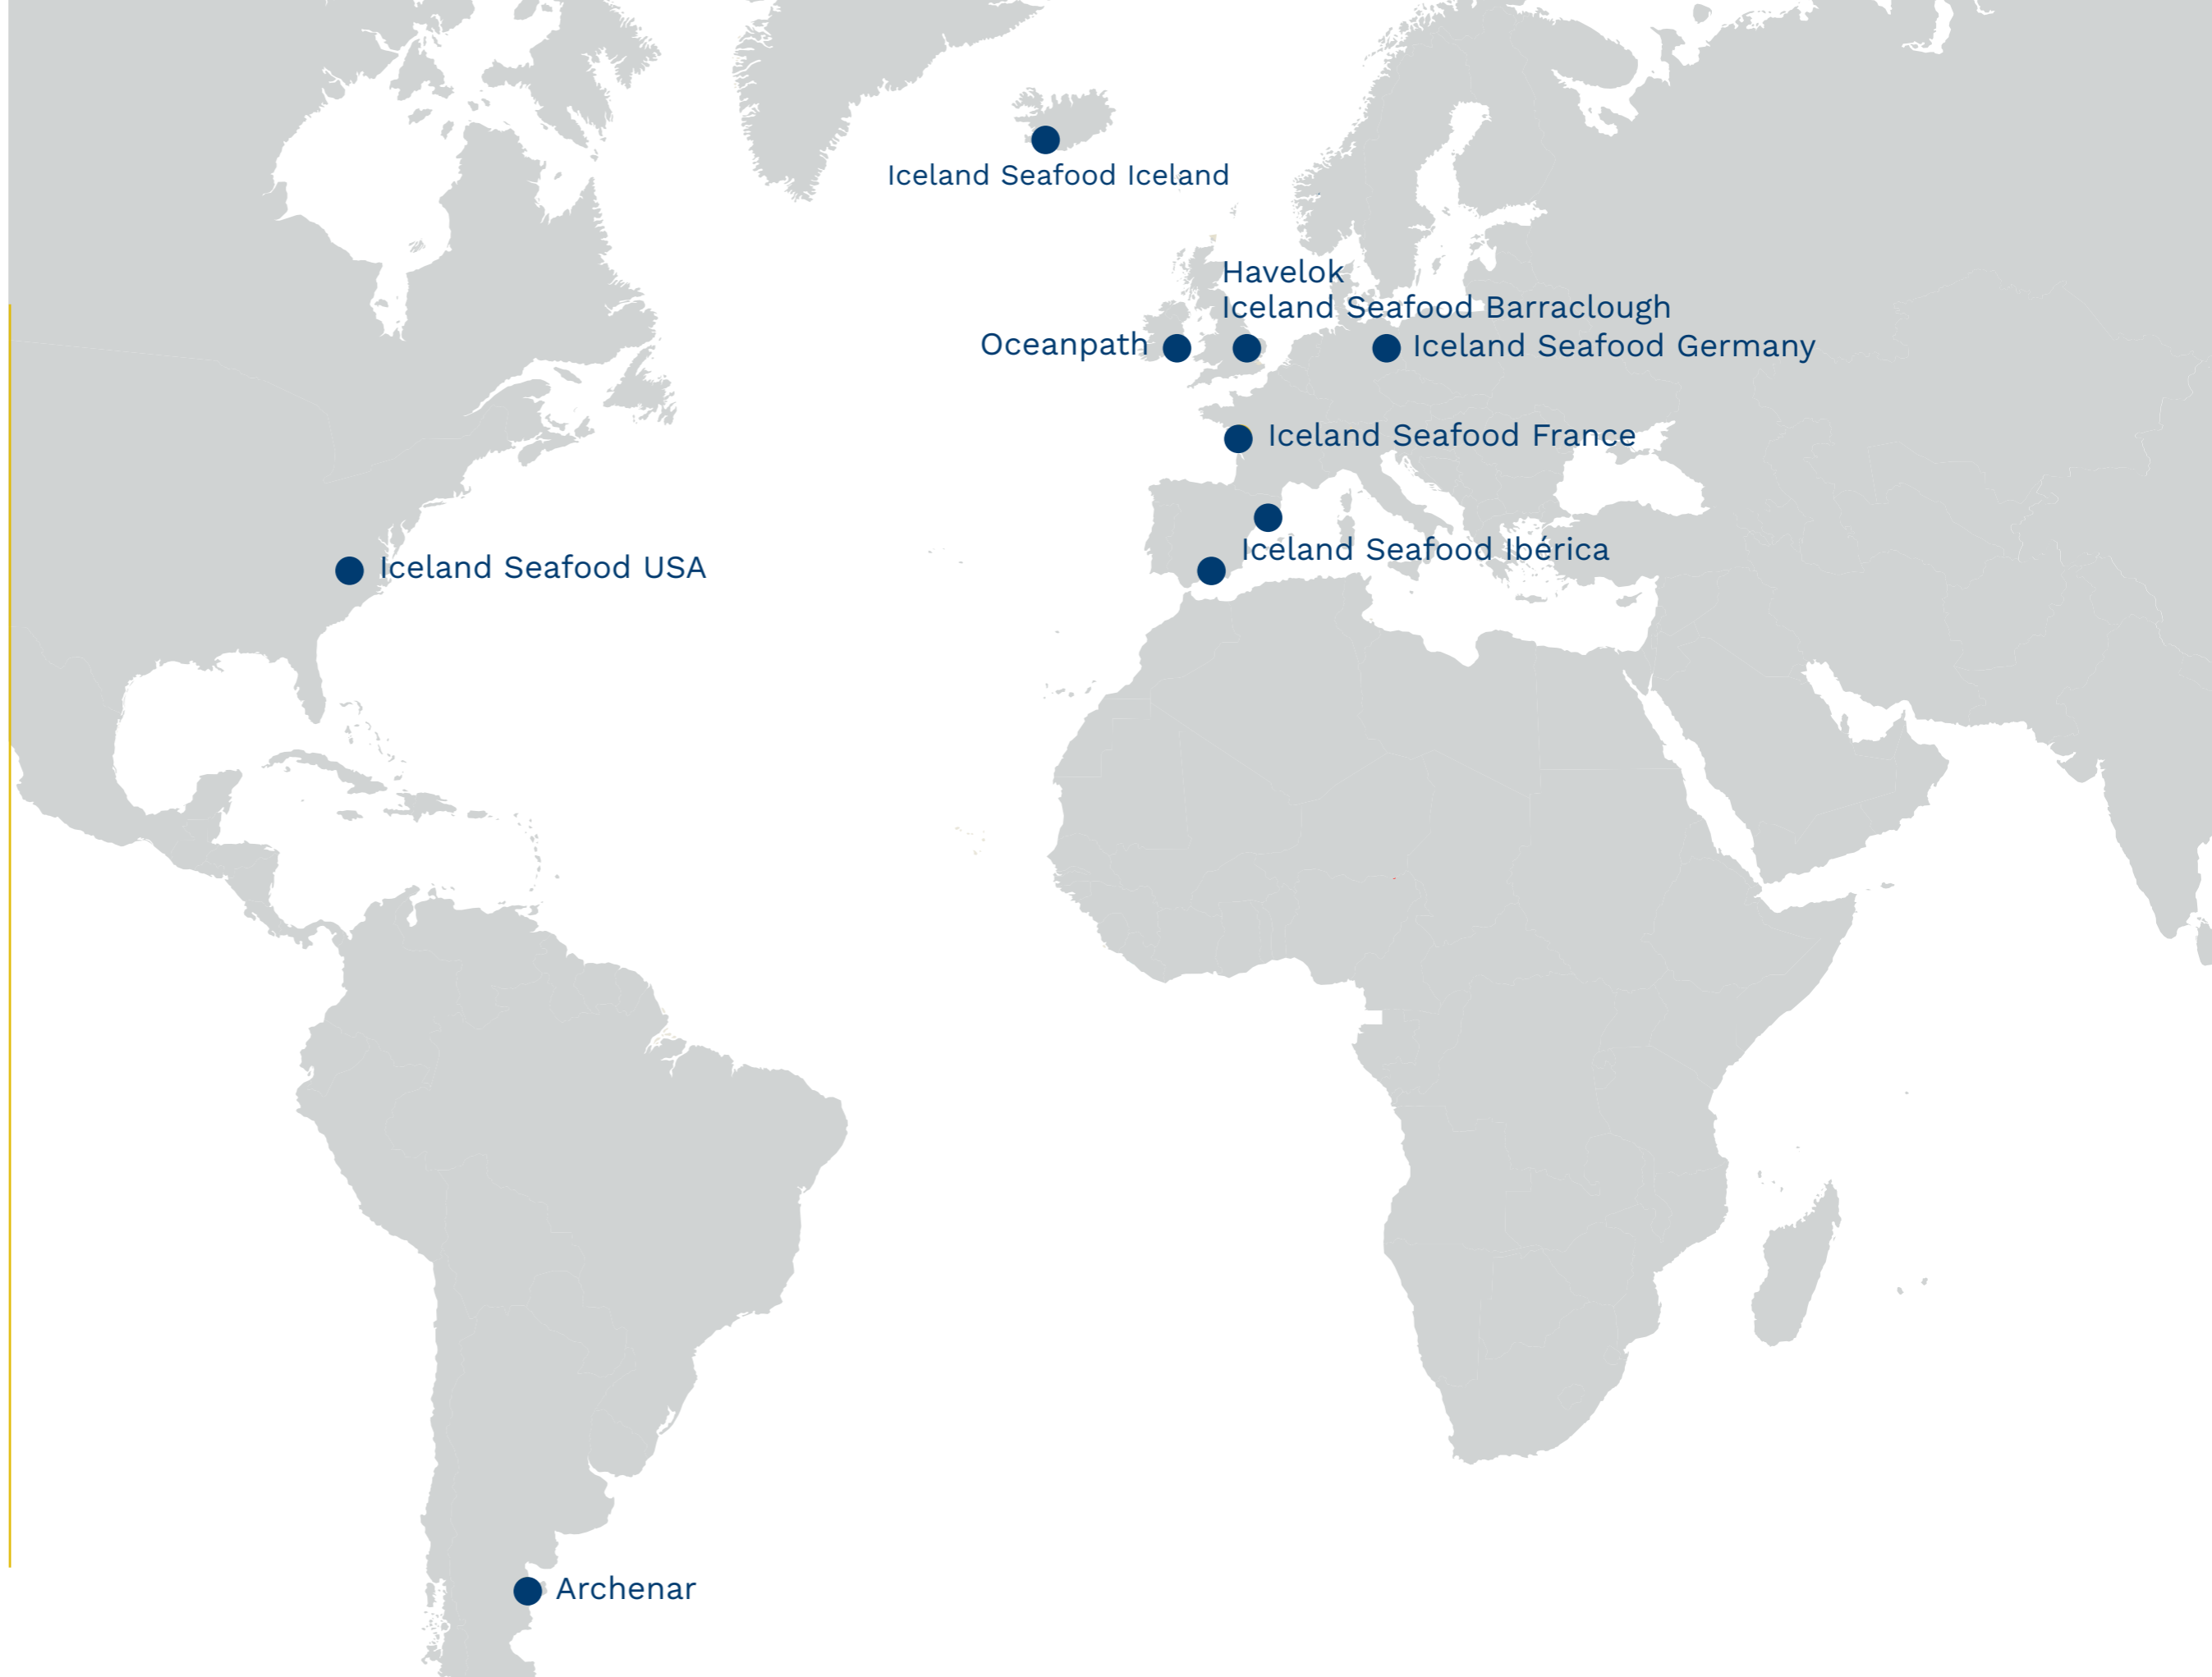 Iceland Seafood Iceland
Havelok
Iceland Seafood Barraclough
Oceanpath
Iceland Seafood Germany
Iceland Seafood France
Iceland Seafood Ibérica
Iceland Seafood USA
Archenar